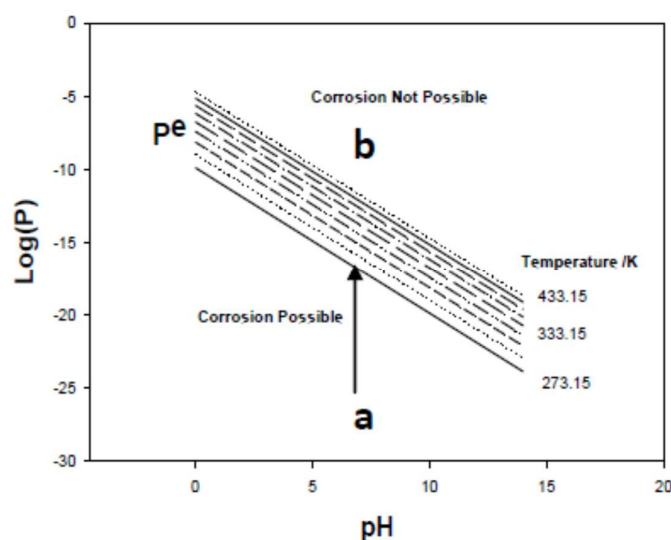 0
Corrosion Not Possible
-5
b
Pe
-10
Log(P)
-15
Temperature /K
433.15
Corrosion Possible
-20
333.15
273.15
-25
a
-30
0 5 10 15 20
pH